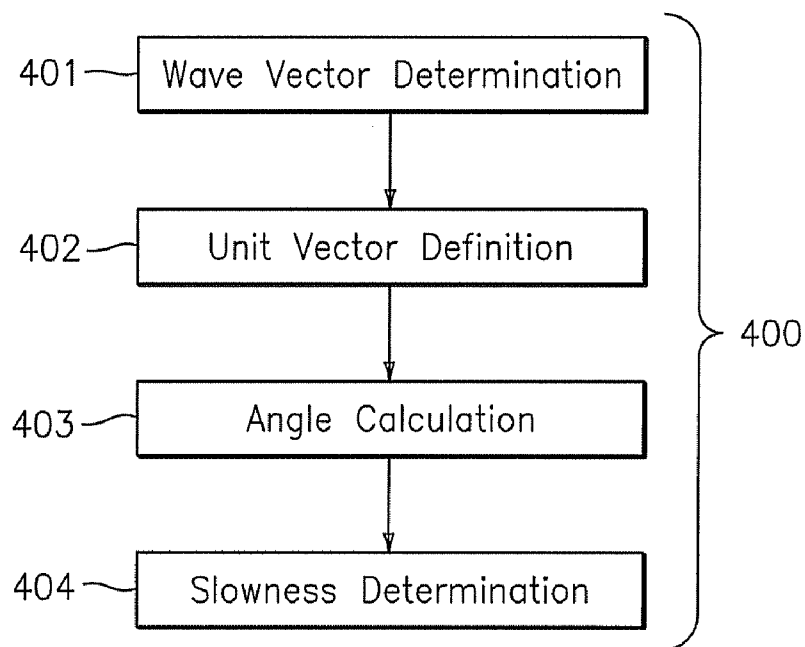 401 Wave Vector Determination
402 Unit Vector Definition
400
403 Angle Calculation
404 Slowness Determination